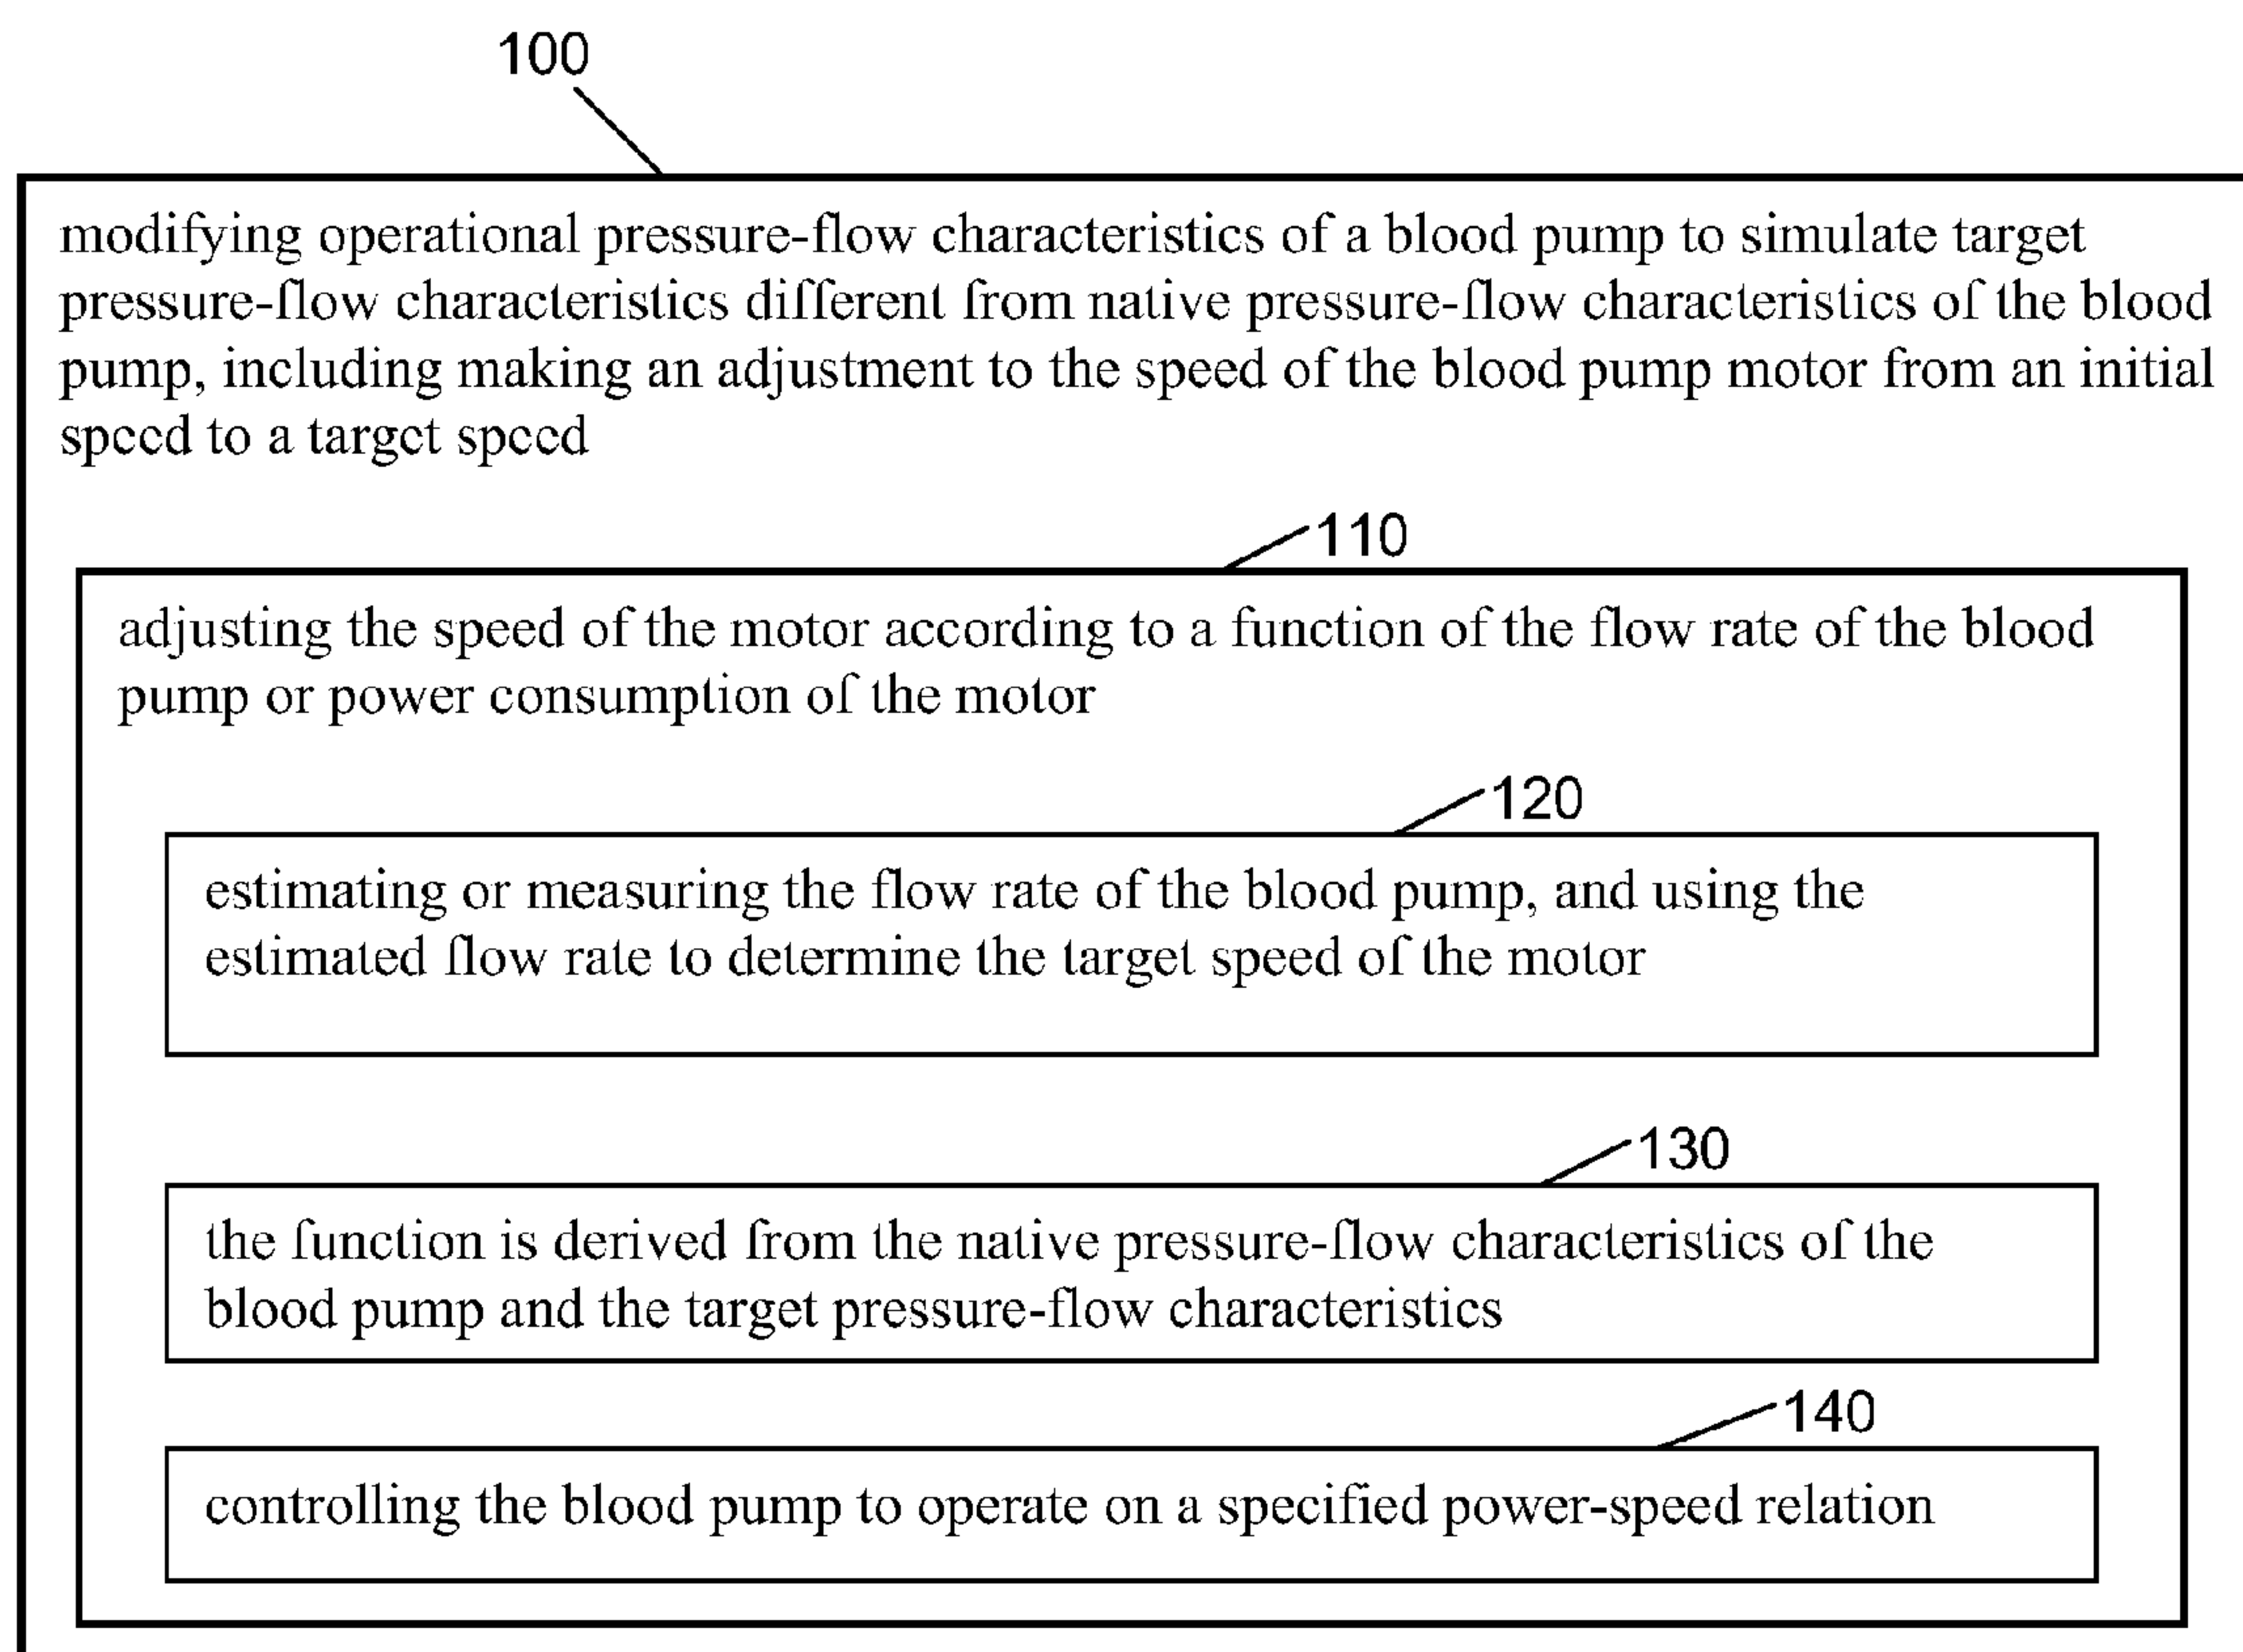 100
modifying operational pressure-flow characteristics of a blood pump to simulate target
pressure-flow characteristics different from native pressure-flow characteristics of the blood
pump, including making an adjustment to the speed of the blood pump motor from an initial
speed to a target speed
110
adjusting the speed of the motor according to a function of the flow rate of the blood
pump or power consumption of the motor
120
estimating or measuring the flow rate of the blood pump, and using the
estimated flow rate to determine the target speed of the motor
130
the function is derived from the native pressure-flow characteristics of the
blood pump and the target pressure-flow characteristics
140
controlling the blood pump to operate on a specified power-speed relation